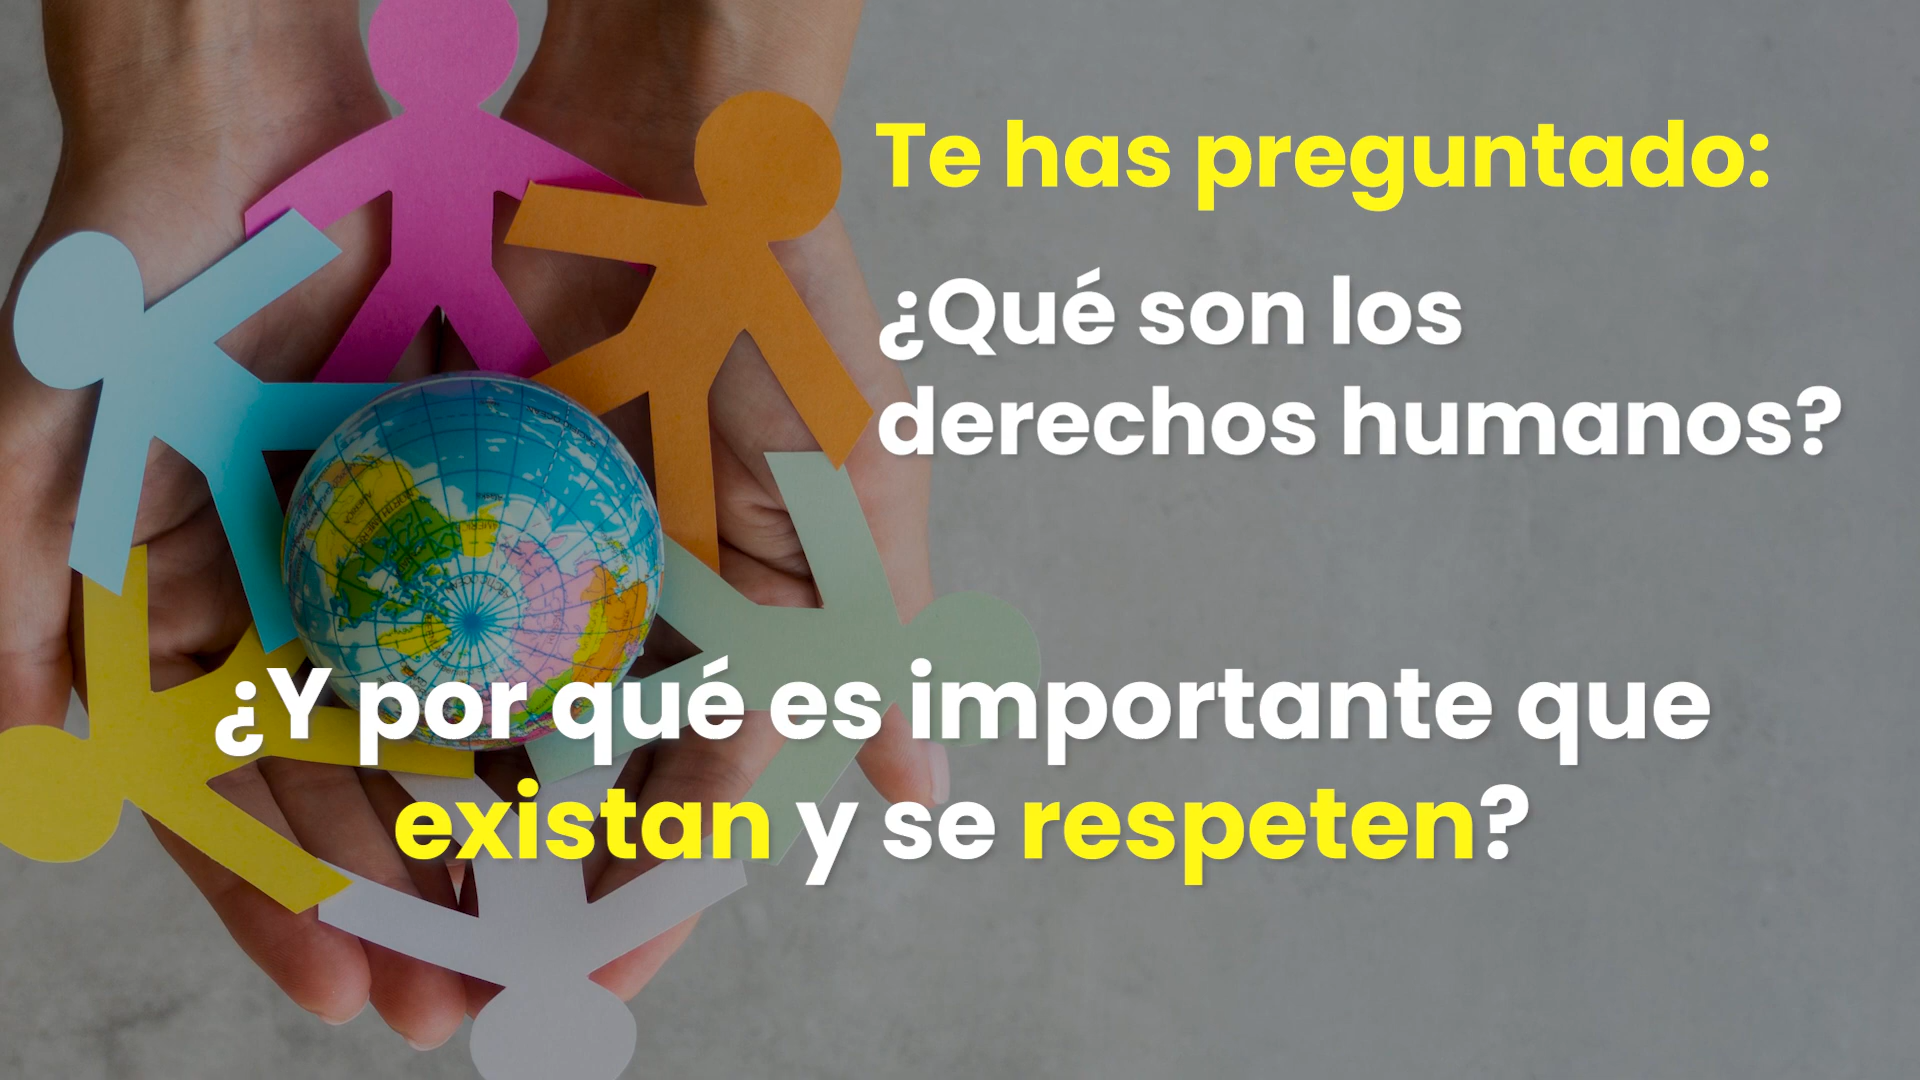 Te has preguntado:
¿Qué son los
derechos humanos?
¿Y por qué es importante que
existan y se respeten?